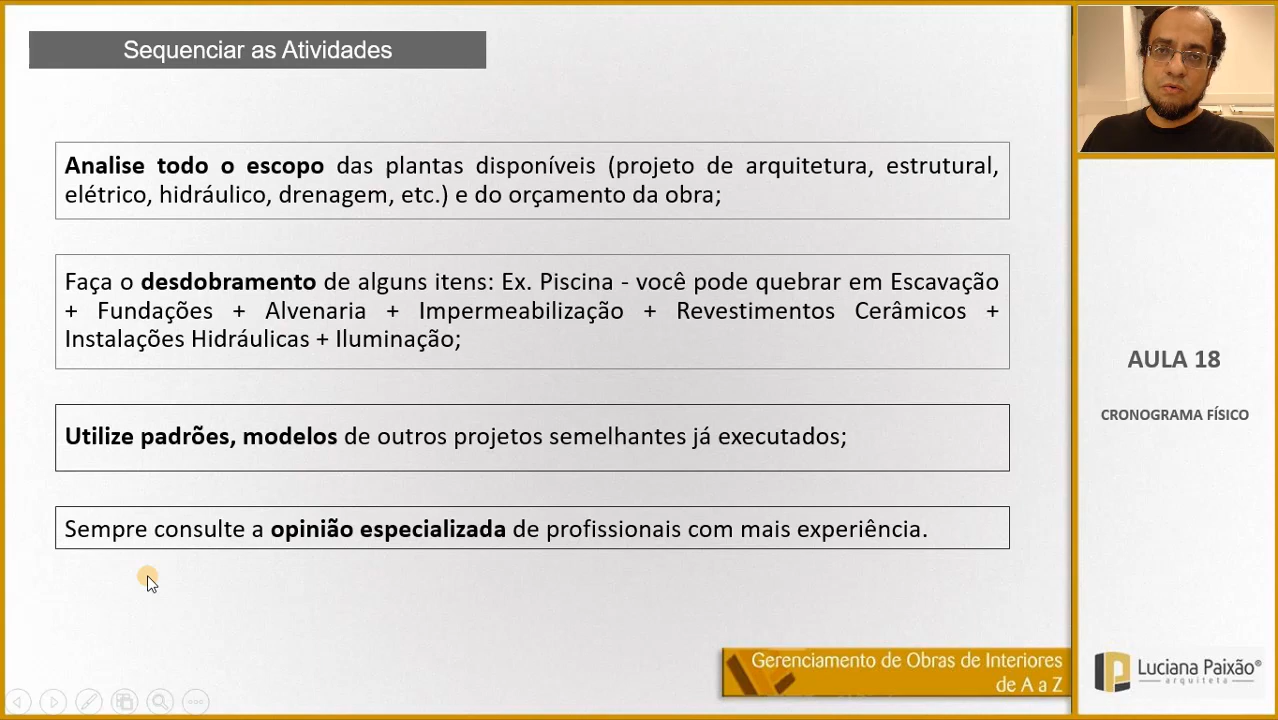 Sequenciar as Atividades
Analise todo o escopo das plantas disponíveis (projeto de arquitetura, estrutural,
elétrico, hidráulico, drenagem, etc.) e do orçamento da obra;
Faça o desdobramento de alguns itens: Ex. Piscina - você pode quebrar em Escavação
+ Fundações + Alvenaria + Impermeabilização + Revestimentos Cerâmicos +
Instalações Hidráulicas + Iluminação;
Utilize padrões, modelos de outros projetos semelhantes já executados;
Sempre consulte a opinião especializada de profissionais com mais experiência.
AULA 18
CRONOGRAMA FÍSICO
Gerenciamento de Obras de Interiores
de A a Z
Luciana Paixão®
arquiteta